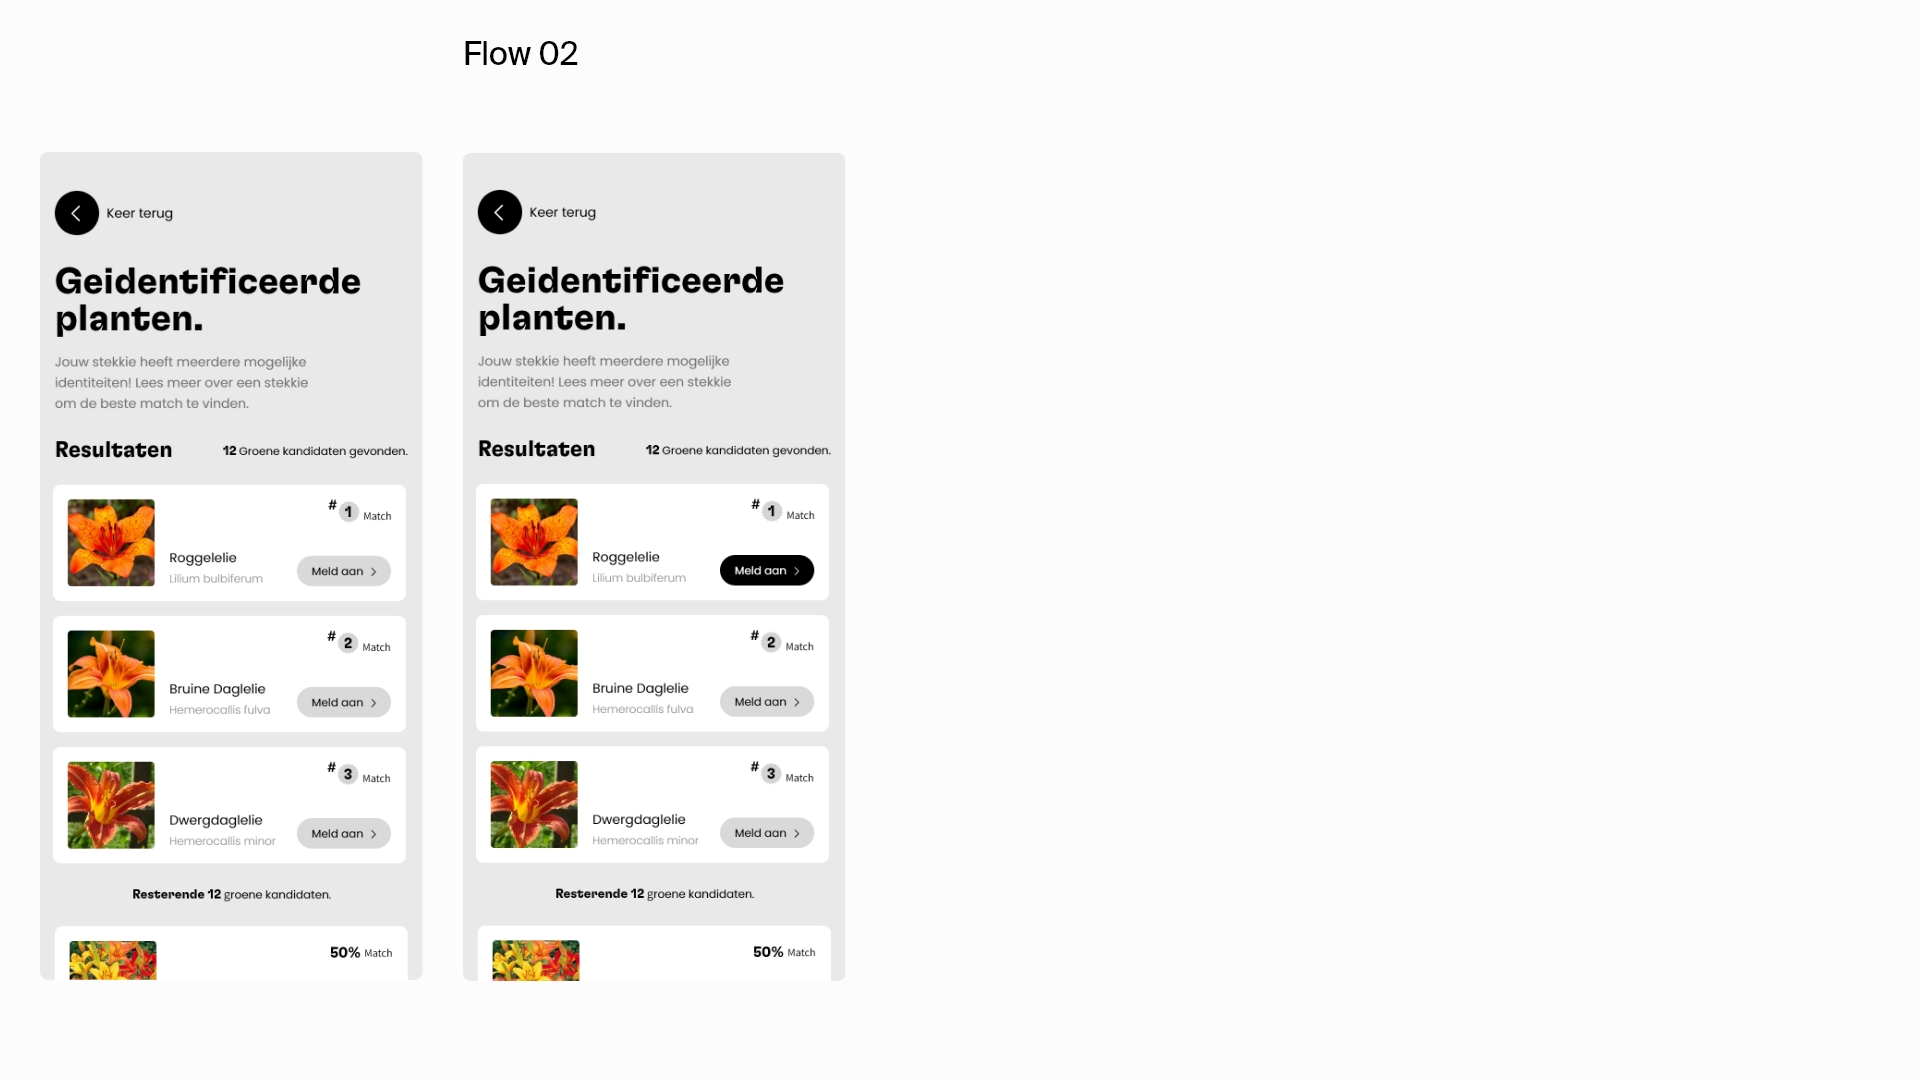 Flow 02
Keer terug
Geidentificeerde
planten.
Jouw stekkie heeft meerdere mogelijke
identiteiten! Lees meer over een stekkie
om de beste match te vinden.
Resultaten 12 Groene kandidaten gevonden.
# 1 Match
Roggelelie
Lilium bulbiferum
Meld aan
# 2 Match
Bruine Daglelie
Hemerocallis fulva
Meld aan
# 3 Match
Dwergdaglelie
Hemerocallis minor
Meld aan
Resterende 12 groene kandidaten.
50% Match
Keer terug
Geidentificeerde
planten.
Jouw stekkie heeft meerdere mogelijke
identiteiten! Lees meer over een stekkie
om de beste match te vinden.
Resultaten 12 Groene kandidaten gevonden.
# 1 Match
Roggelelie
Lilium bulbiferum
Meld aan
# 2 Match
Bruine Daglelie
Hemerocallis fulva
Meld aan
# 3 Match
Dwergdaglelie
Hemerocallis minor
Meld aan
Resterende 12 groene kandidaten.
50% Match